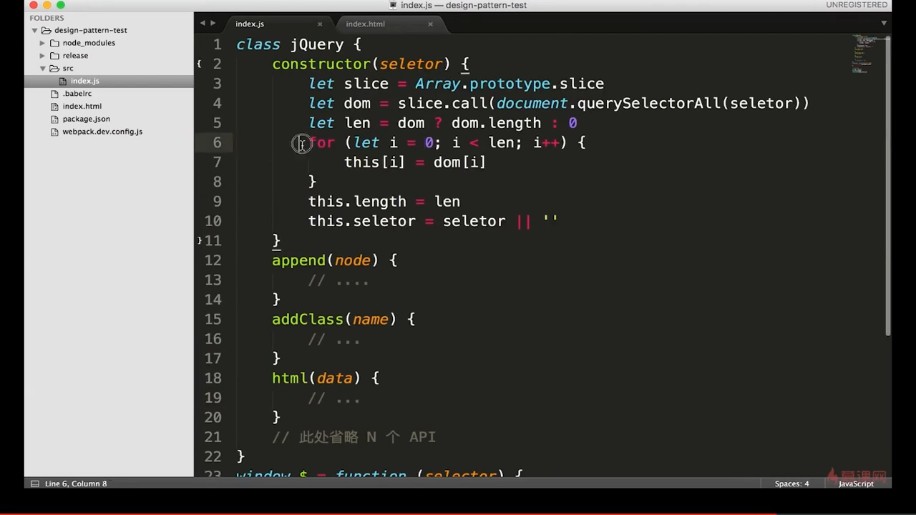 index.js — design-pattern-test
UNREGISTERED
FOLDERS
design-pattern-test
node_modules
release
src
index.js
.babelrc
index.html
package.json
webpack.dev.config.js
index.js
index.html
1 class jQuery {
2 constructor(seletor) {
3 let slice = Array.prototype.slice
4 let dom = slice.call(document.querySelectorAll(seletor))
5 let len = dom ? dom.length : 0
6 for (let i = 0; i < len; i++) {
7 this[i] = dom[i]
8 }
9 this.length = len
10 this.seletor = seletor || ''
11 }
12 append(node) {
13 // ....
14 }
15 addClass(name) {
16 // ...
17 }
18 html(data) {
19 // ...
20 }
21 // 此处省略 N 个 API
22 }
23 window.$ = function (selector) {
慕课网
Line 6, Column 8
Spaces: 4
JavaScript